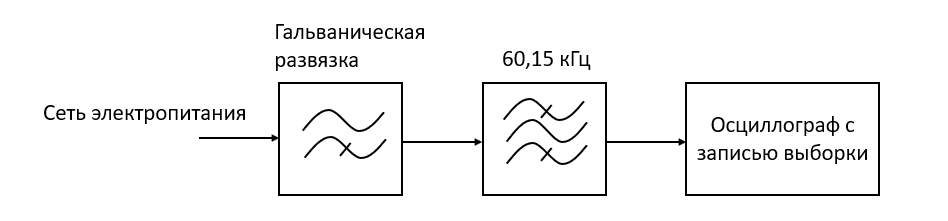 Гальваническая
развязка
60,15 кГц
Сеть электропитания
Осциллограф с
записью выборки